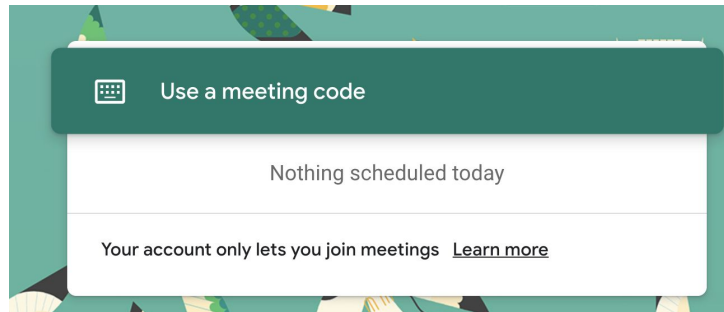 Use a meeting code
Nothing scheduled today
Your account only lets you join meetings Learn more